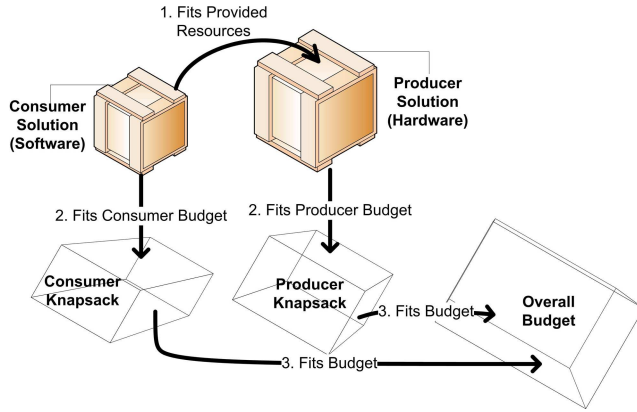 1. Fits Provided
Resources
Consumer
Solution
(Software)
Producer
Solution
(Hardware)
2. Fits Consumer Budget
2. Fits Producer Budget
Consumer
Knapsack
Producer
Knapsack
3. Fits Budget
Overall
Budget
3. Fits Budget